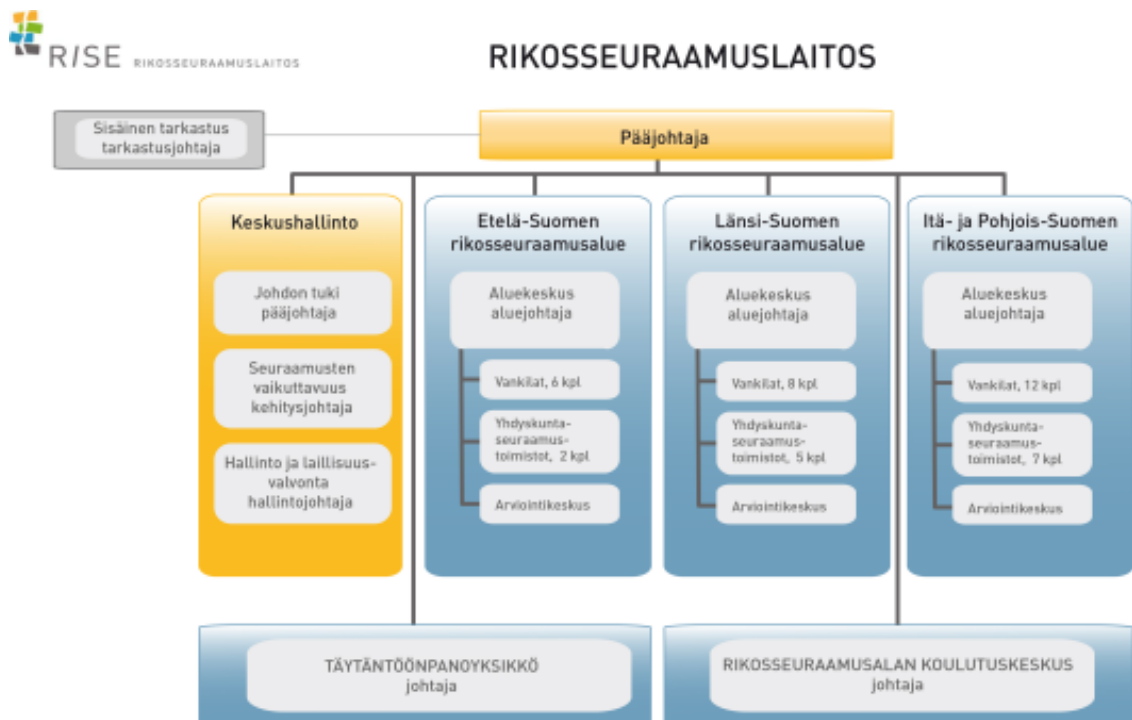 RISE RIKOSSEURAAMUSLAITOS
RIKOSSEURAAMUSLAITOS
Sisäinen tarkastus
tarkastusjohtaja
Pääjohtaja
Keskushallinto
Johdon tuki
pääjohtaja
Seuraamusten
vaikuttavuus
kehitysjohtaja
Hallinto ja laillisuus-
valvonta
hallintojohtaja
Etelä-Suomen
rikosseuraamusalue
Aluekeskus
aluejohtaja
Vankilat, 6 kpl
Yhdyskunta-
seuraamus-
toimistot, 2 kpl
Arviointikeskus
Länsi-Suomen
rikosseuraamusalue
Aluekeskus
aluejohtaja
Vankilat, 8 kpl
Yhdyskunta-
seuraamus-
toimistot, 5 kpl
Arviointikeskus
Itä- ja Pohjois-Suomen
rikosseuraamusalue
Aluekeskus
aluejohtaja
Vankilat, 12 kpl
Yhdyskunta-
seuraamus-
toimistot, 7 kpl
Arviointikeskus
TÄYTÄNTÖÖNPANOYKSIKKÖ
johtaja
RIKOSSEURAAMUSALAN KOULUTUSKESKUS
johtaja